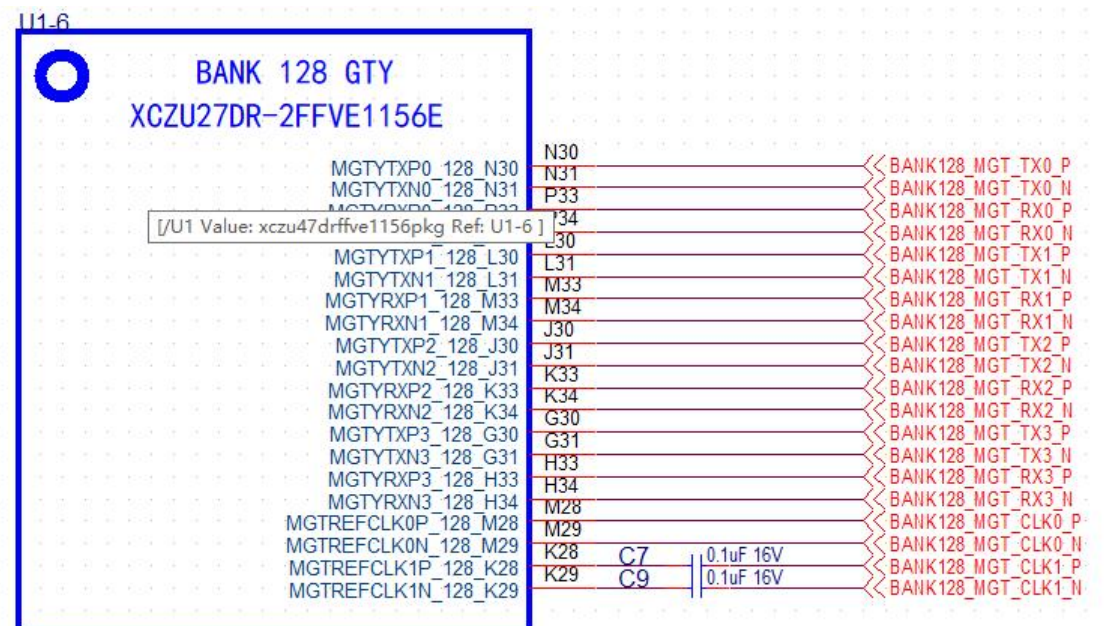 U1-6
BANK 128 GTY
XCZU27DR-2FFVE1156E
MGTYTXP0_128_N30 N30 BANK128_MGT_TX0_P
MGTYTXN0_128_N31 N31 BANK128_MGT_TX0_N
P33 BANK128_MGT_RX0_P
[/U1 Value: xczu47drffve1156pkg Ref: U1-6 ] BANK128_MGT_RX0_N
MGTYTXP1_128_L30 BANK128_MGT_TX1_P
MGTYTXN1_128_L31 L31 BANK128_MGT_TX1_N
MGTYRXP1_128_M33 M33 BANK128_MGT_RX1_P
MGTYRXN1_128_M34 M34 BANK128_MGT_RX1_N
MGTYTXP2_128_J30 J30 BANK128_MGT_TX2_P
MGTYTXN2_128_J31 J31 BANK128_MGT_TX2_N
MGTYRXP2_128_K33 K33 BANK128_MGT_RX2_P
MGTYRXN2_128_K34 K34 BANK128_MGT_RX2_N
MGTYTXP3_128_G30 G30 BANK128_MGT_TX3_P
MGTYTXN3_128_G31 G31 BANK128_MGT_TX3_N
MGTYRXP3_128_H33 H33 BANK128_MGT_RX3_P
MGTYRXN3_128_H34 H34 BANK128_MGT_RX3_N
MGTREFCLK0P_128_M28 M28 BANK128_MGT_CLK0_P
MGTREFCLK0N_128_M29 M29 BANK128_MGT_CLK0_N
MGTREFCLK1P_128_K28 K28 C7 0.1uF 16V BANK128_MGT_CLK1_P
MGTREFCLK1N_128_K29 K29 C9 0.1uF 16V BANK128_MGT_CLK1_N